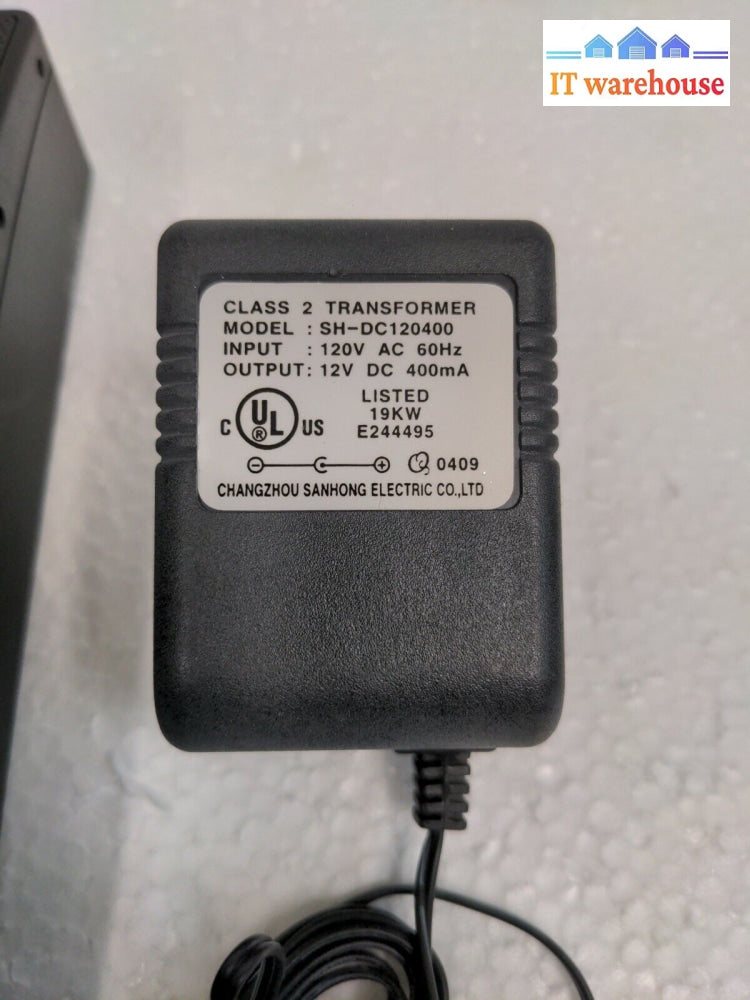 IT warehouse
CLASS 2 TRANSFORMER
MODEL : SH-DC120400
INPUT : 120V AC 60Hz
OUTPUT: 12V DC 400mA
LISTED
19KW
E244495
C UL ® US
0409
CHANGZHOU SANHONG ELECTRIC CO.,LTD